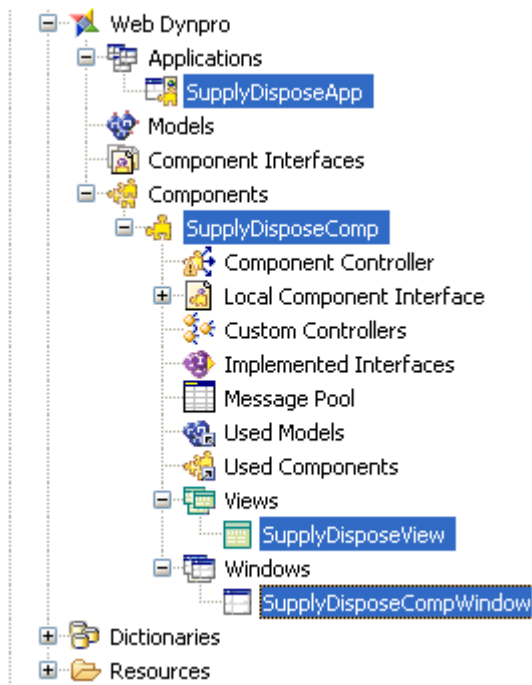 Web Dynpro
Applications
SupplyDisposeApp
Models
Component Interfaces
Components
SupplyDisposeComp
Component Controller
Local Component Interface
Custom Controllers
Implemented Interfaces
Message Pool
Used Models
Used Components
Views
SupplyDisposeView
Windows
SupplyDisposeCompWindow
Dictionaries
Resources